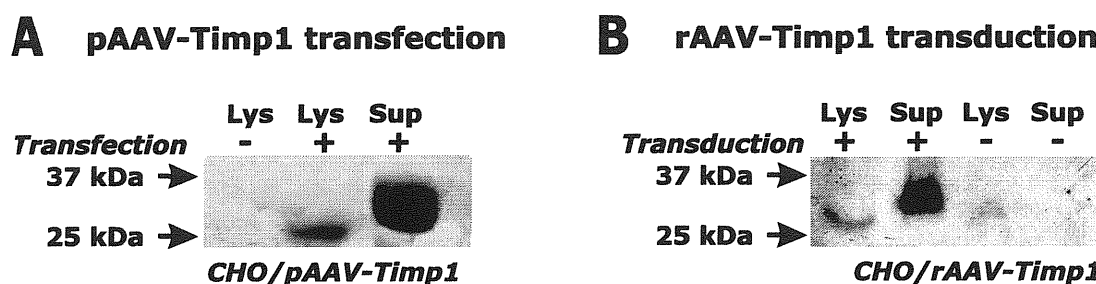 A pAAV-Timp1 transfection
Lys Lys Sup
Transfection - + +
37 kDa
25 kDa
CHO/pAAV-Timp1
B rAAV-Timp1 transduction
Lys Sup Lys Sup
Transduction + + - -
37 kDa
25 kDa
CHO/rAAV-Timp1